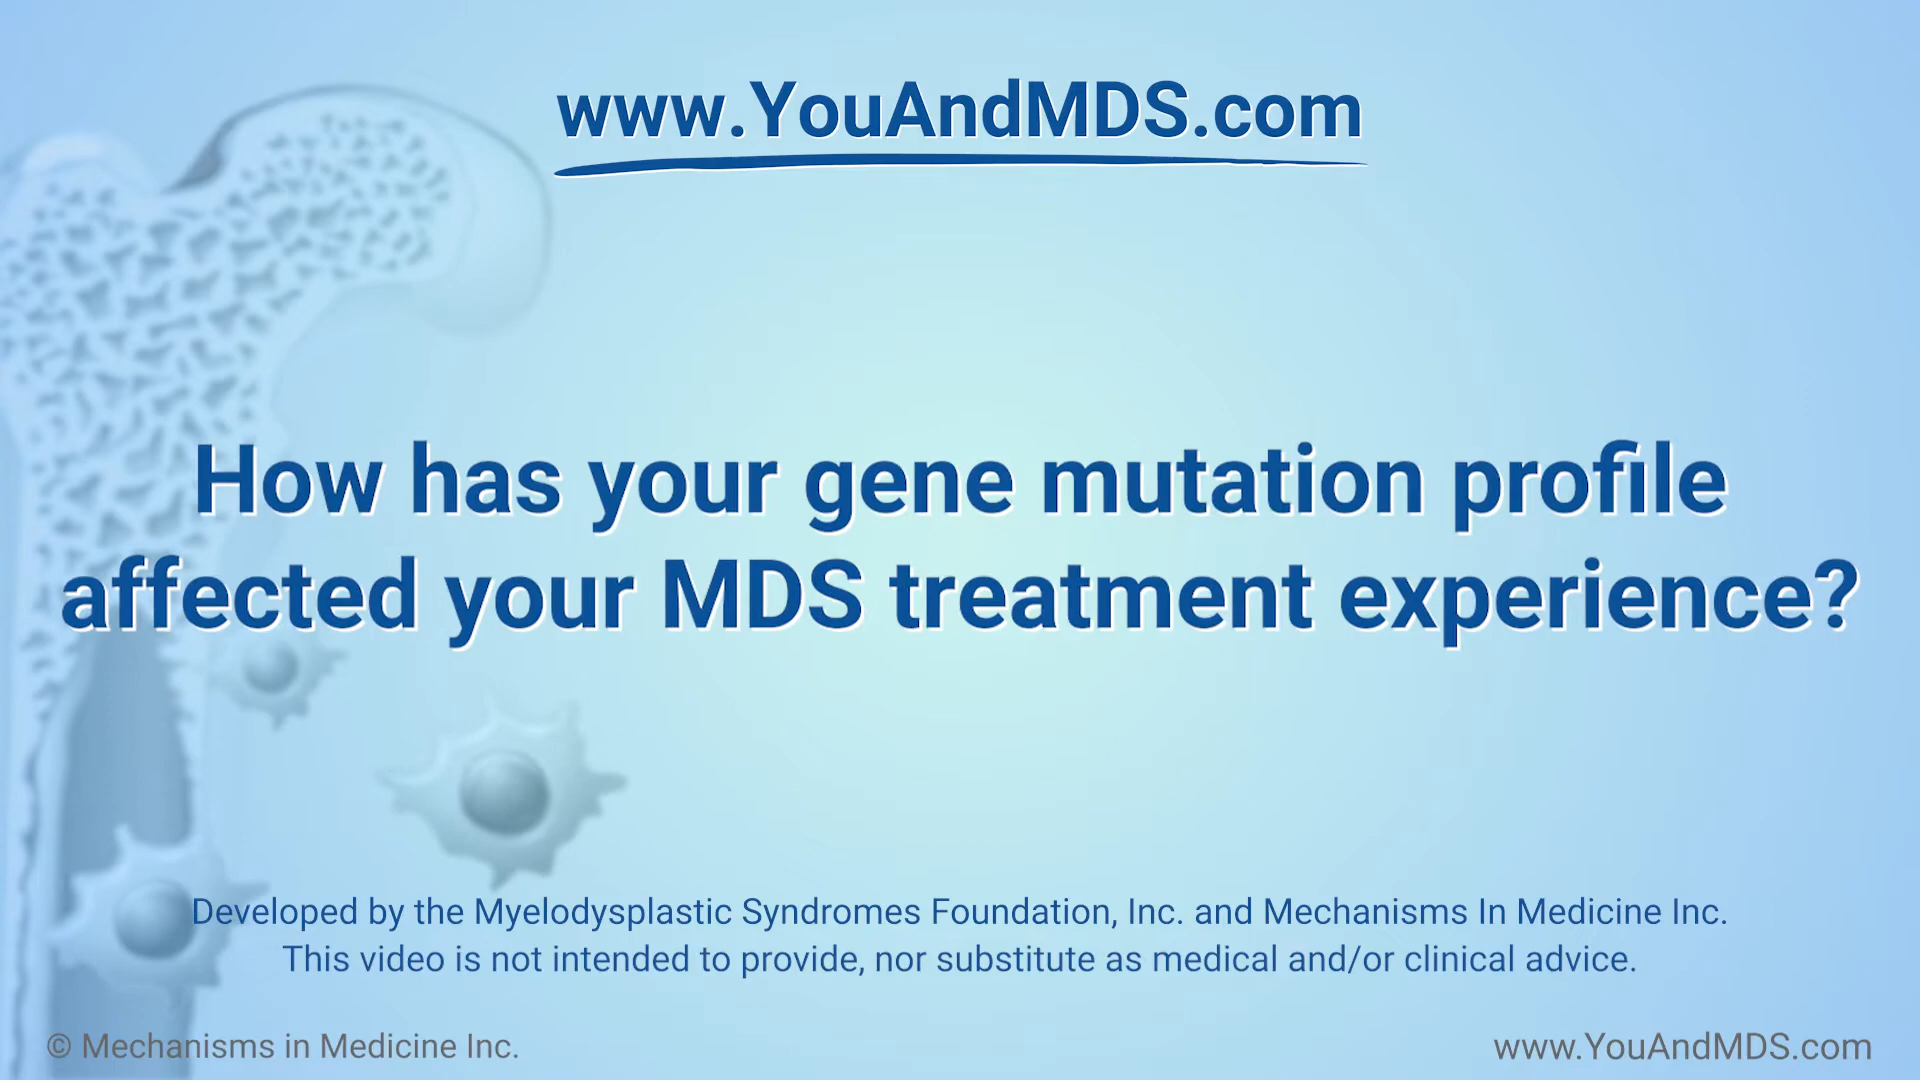 www.YouAndMDS.com
How has your gene mutation profile
affected your MDS treatment experience?
Developed by the Myelodysplastic Syndromes Foundation, Inc. and Mechanisms In Medicine Inc.
This video is not intended to provide, nor substitute as medical and/or clinical advice.
© Mechanisms in Medicine Inc.
www.YouAndMDS.com